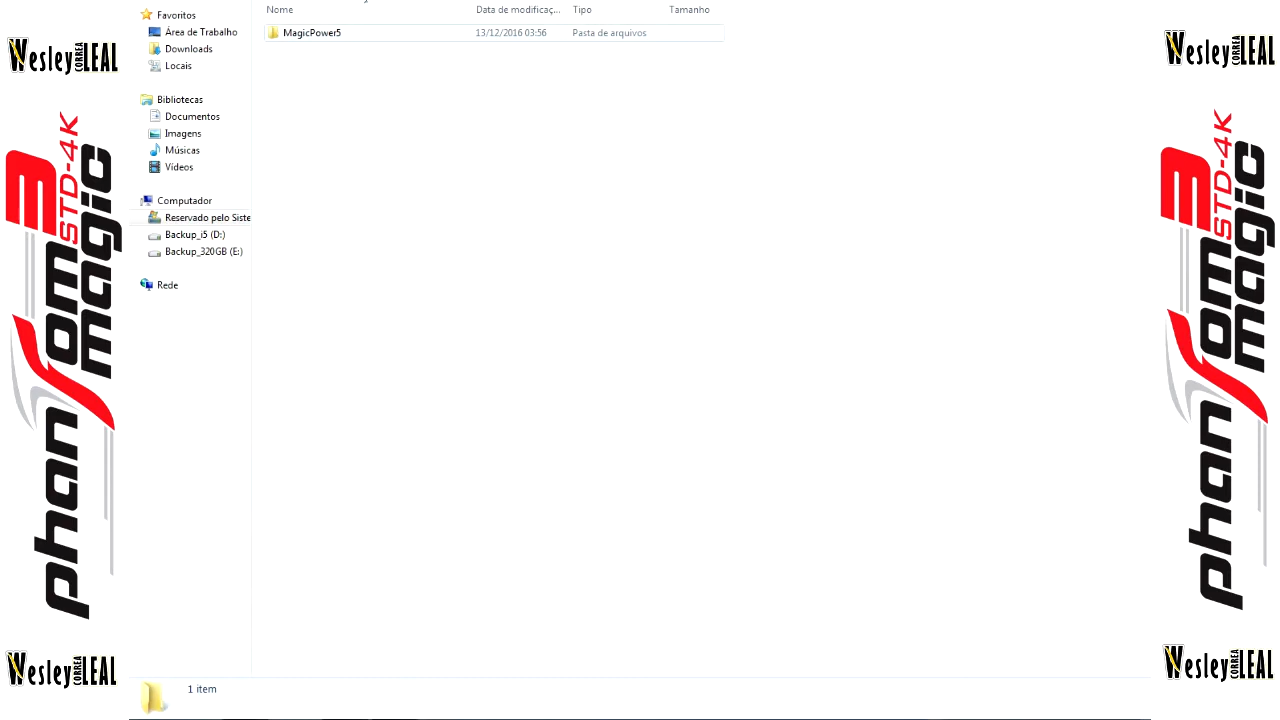 Wesley CORREA LEAL
phantom 3 STD-4K
magic
Wesley CORREA LEAL
Favoritos
Área de Trabalho
Downloads
Locais
Bibliotecas
Documentos
Imagens
Músicas
Vídeos
Computador
Reservado pelo Siste
Backup_i5 (D:)
Backup_320GB (E:)
Rede
Nome Data de modificaç... Tipo Tamanho
MagicPower5 13/12/2016 03:56 Pasta de arquivos
1 item
Wesley CORREA LEAL
phantom 3 STD-4K
magic
Wesley CORREA LEAL